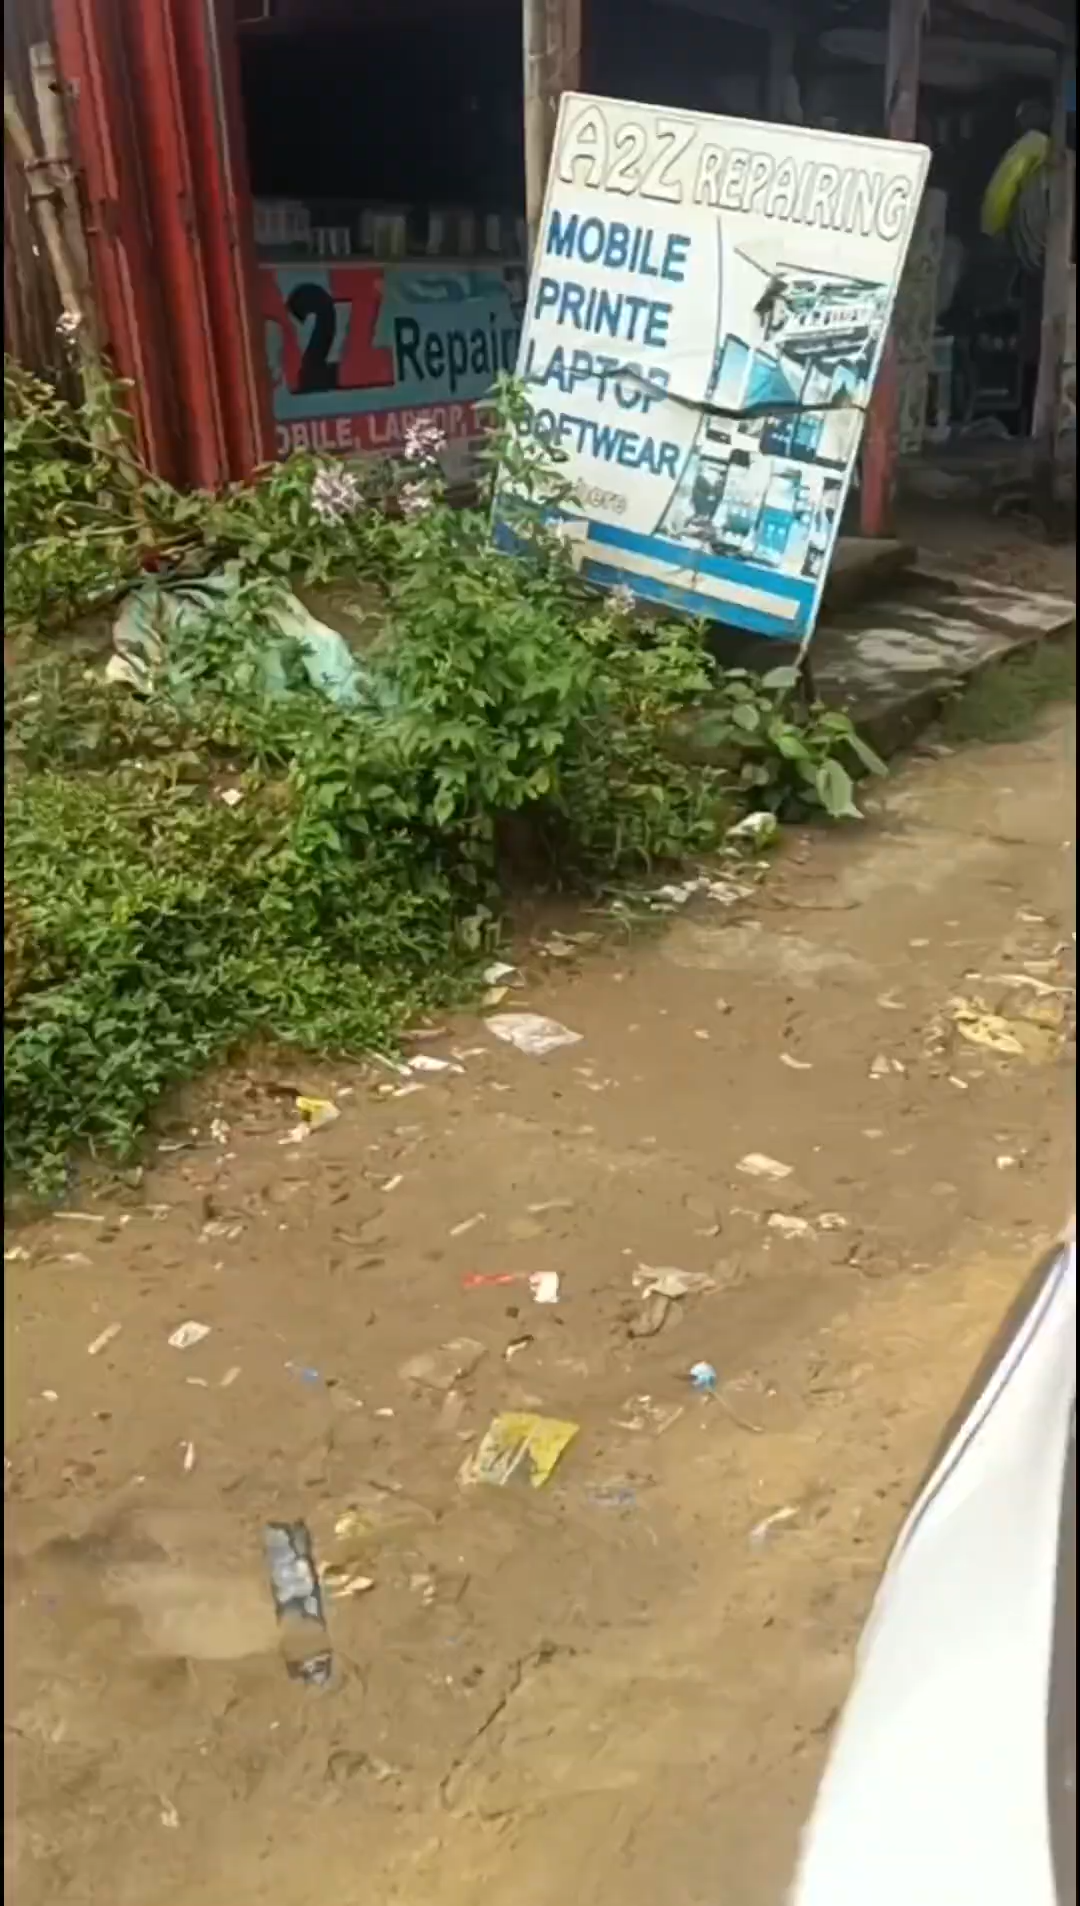 A2Z REPAIRING
MOBILE
PRINTE
LAPTOP
SOFTWEAR
A2Z Repair
MOBILE, LAPTOP,